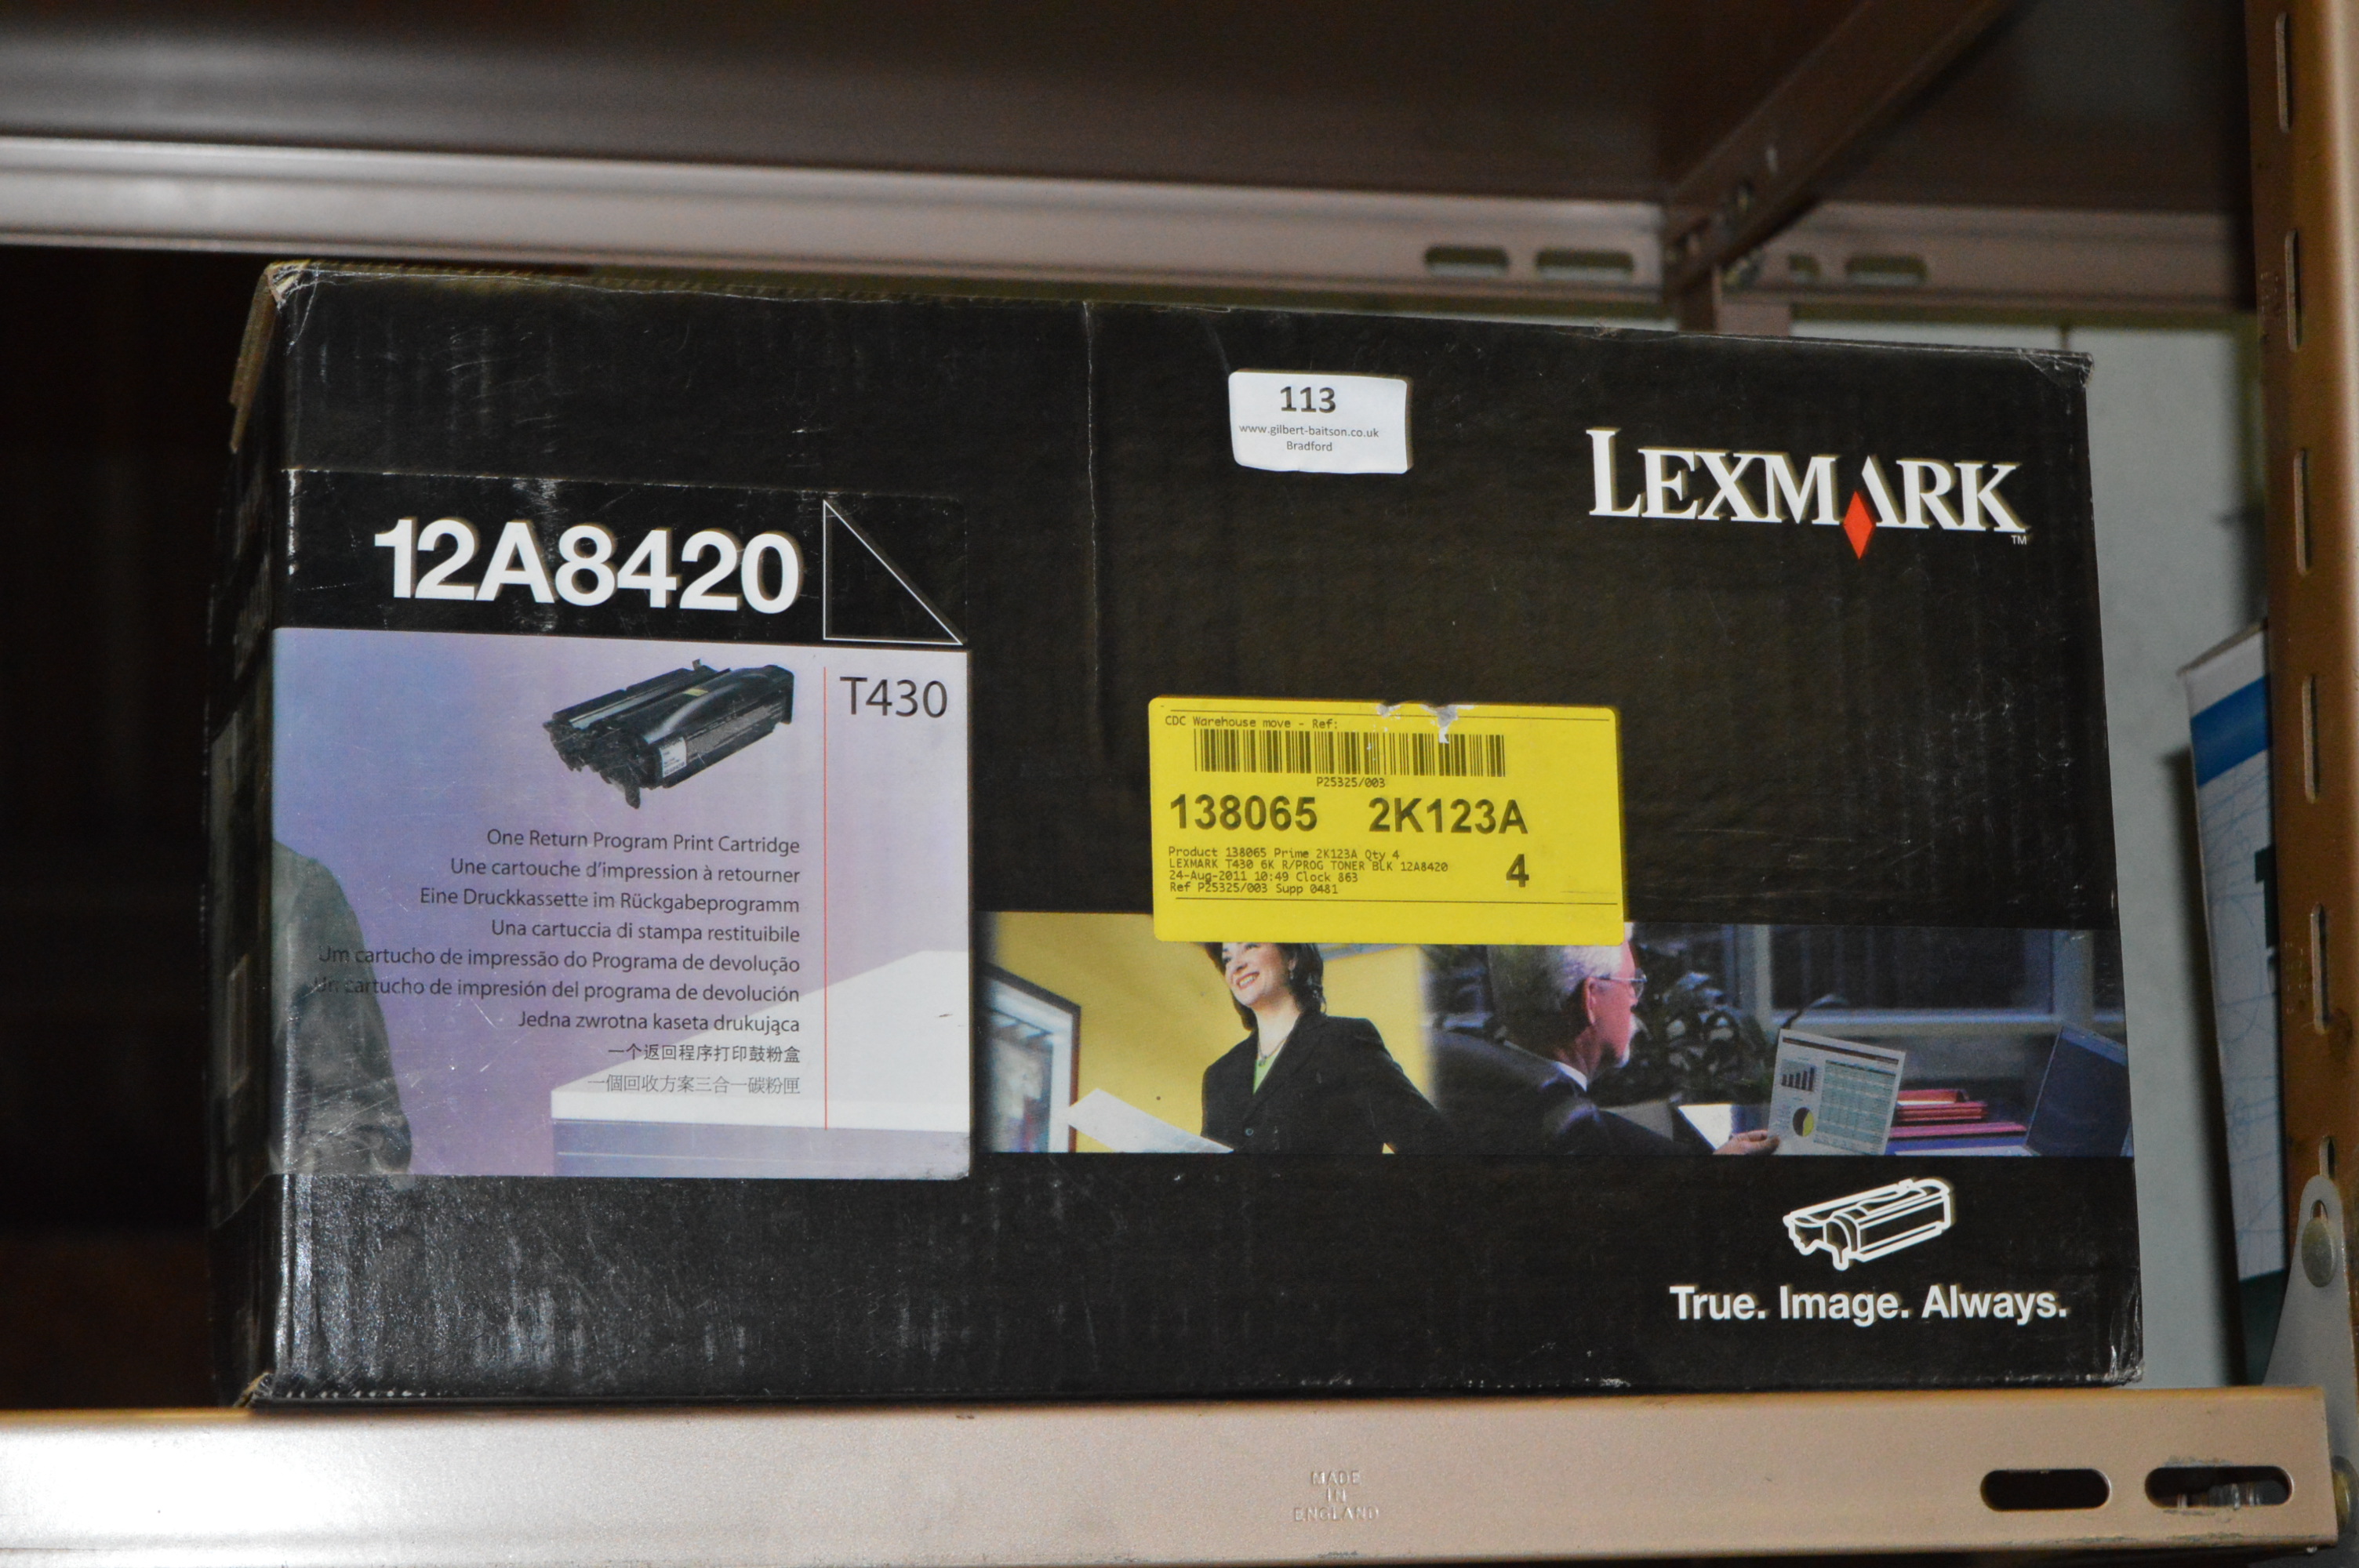 113
www.gilbert-baitson.co.uk
Bradford
LEXMARK
TM
12A8420
T430
One Return Program Print Cartridge
Une cartouche d'impression à retourner
Eine Druckkassette im Rückgabeprogramm
Una cartuccia di stampa restituibile
Um cartucho de impressão do Programa de devolução
Un cartucho de impresión del programa de devolución
Jedna zwrotna kaseta drukująca
一个返回程序打印鼓粉盒
一個回收方案三合一碳粉匣
CDC Warehouse move - Ref:
P25325/003
138065 2K123A
Product 138065 Prime 2K123A Qty 4
LEXMARK T430 6K R/PROG TONER BLK 12A8420
24-Aug-2011 10:49 Clock 863
Ref P25325/003 Supp 0481
4
True. Image. Always.
MADE
IN
ENGLAND